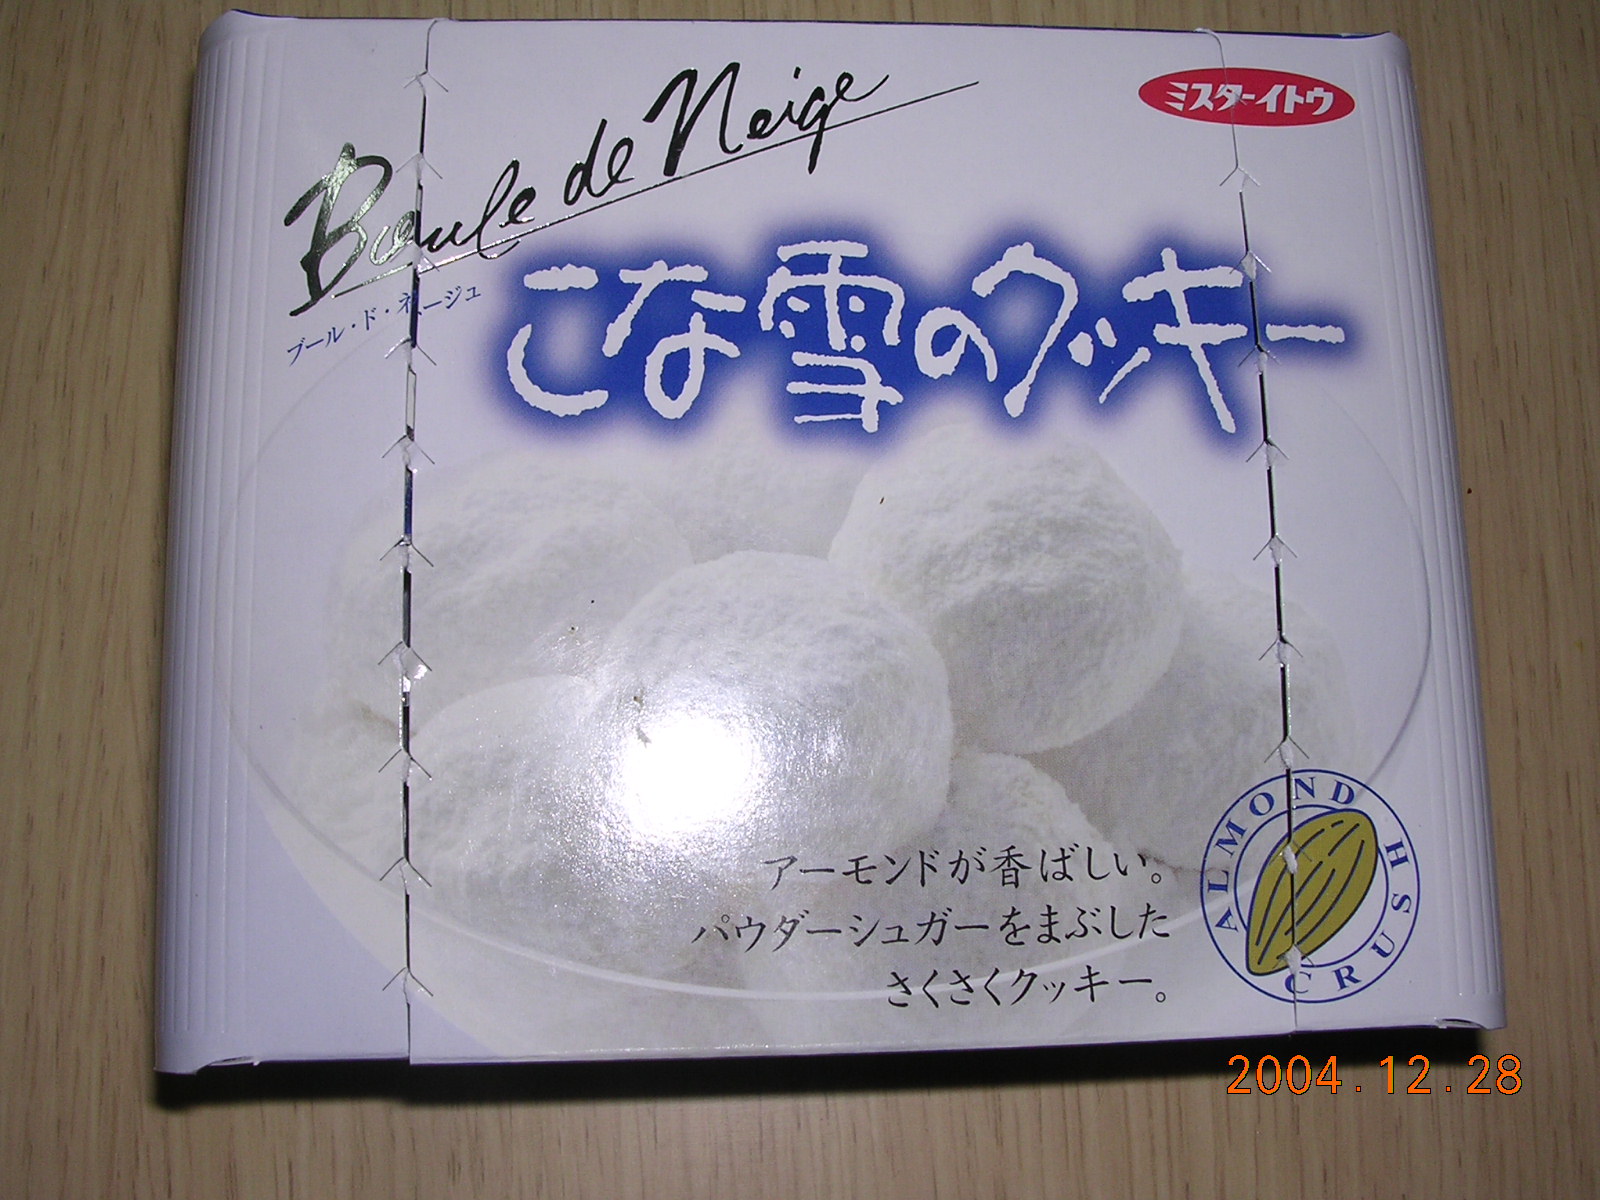 Boule de Neige
ミスターイトウ
ブール・ド・ネージュ
こな雪のクッキー
アーモンドが香ばしい。
パウダーシュガーをまぶした
さくさくクッキー。
ALMOND CRUSH
2004.12.28